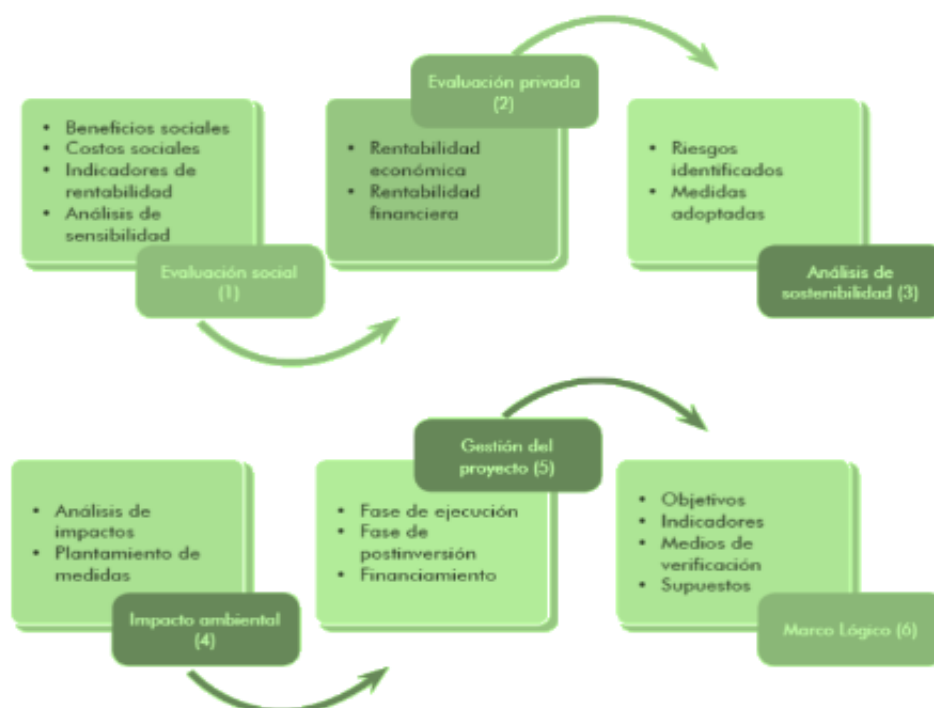 • Beneficios sociales
• Costos sociales
• Indicadores de
rentabilidad
• Análisis de
sensibilidad
Evaluación social
(1)
Evaluación privada
(2)
• Rentabilidad
económica
• Rentabilidad
financiera
• Riesgos
identificados
• Medidas
adoptadas
Análisis de
sostenibilidad (3)
• Análisis de
impactos
• Plantamiento de
medidas
Impacto ambiental
(4)
Gestión del
proyecto (5)
• Fase de ejecución
• Fase de
postinversión
• Financiamiento
• Objetivos
• Indicadores
• Medios de
verificación
• Supuestos
Marco Lógico (6)